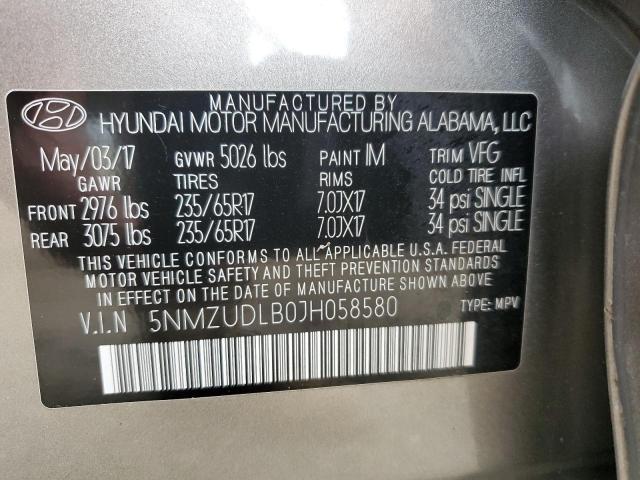 MANUFACTURED BY
HYUNDAI MOTOR MANUFACTURING ALABAMA, LLC
May/03/17 GVWR 5026 lbs PAINT IM TRIM VFG
GAWR TIRES RIMS COLD TIRE INFL
FRONT 2976 lbs 235/65R17 7.0JX17 34 psi SINGLE
REAR 3075 lbs 235/65R17 7.0JX17 34 psi SINGLE
THIS VEHICLE CONFORMS TO ALL APPLICABLE U.S.A. FEDERAL
MOTOR VEHICLE SAFETY AND THEFT PREVENTION STANDARDS
IN EFFECT ON THE DATE OF MANUFACTURE SHOWN ABOVE.
V.I.N 5NMZUDLB0JH058580 TYPE: MPV